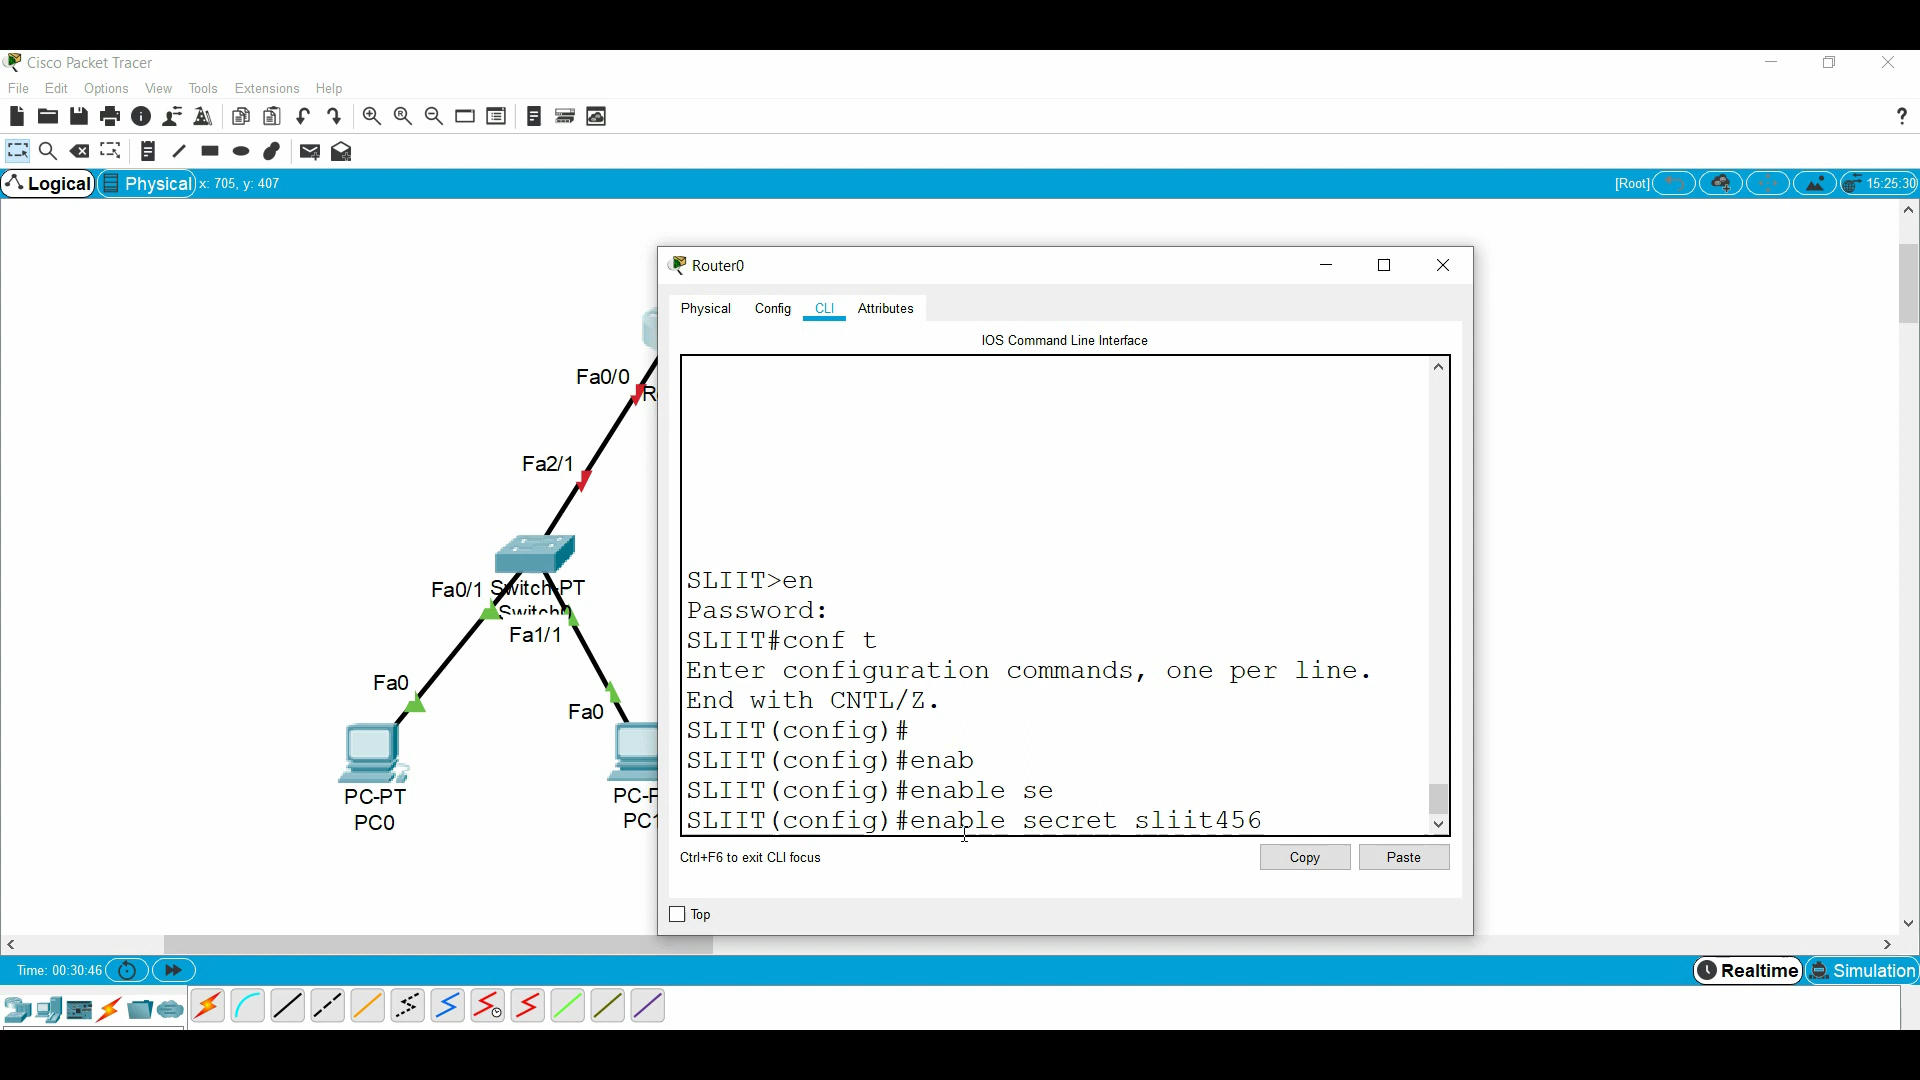 Cisco Packet Tracer
File Edit Options View Tools Extensions Help
?
Logical Physical x: 705, y: 407 [Root] 15:25:30
Router0
Physical Config CLI Attributes
IOS Command Line Interface
Fa0/0
R
Fa2/1
SLIIT>en
Fa0/1 Switch-PT
Switch0
Password:
Fa1/1
SLIIT#conf t
Enter configuration commands, one per line.
Fa0
End with CNTL/Z.
Fa0
SLIIT(config)#
SLIIT(config)#enab
SLIIT(config)#enable se
PC-PT
PC0
PC-P
PC1
SLIIT(config)#enable secret sliit456
Ctrl+F6 to exit CLI focus
Copy Paste
Top
Time: 00:30:46
Realtime Simulation